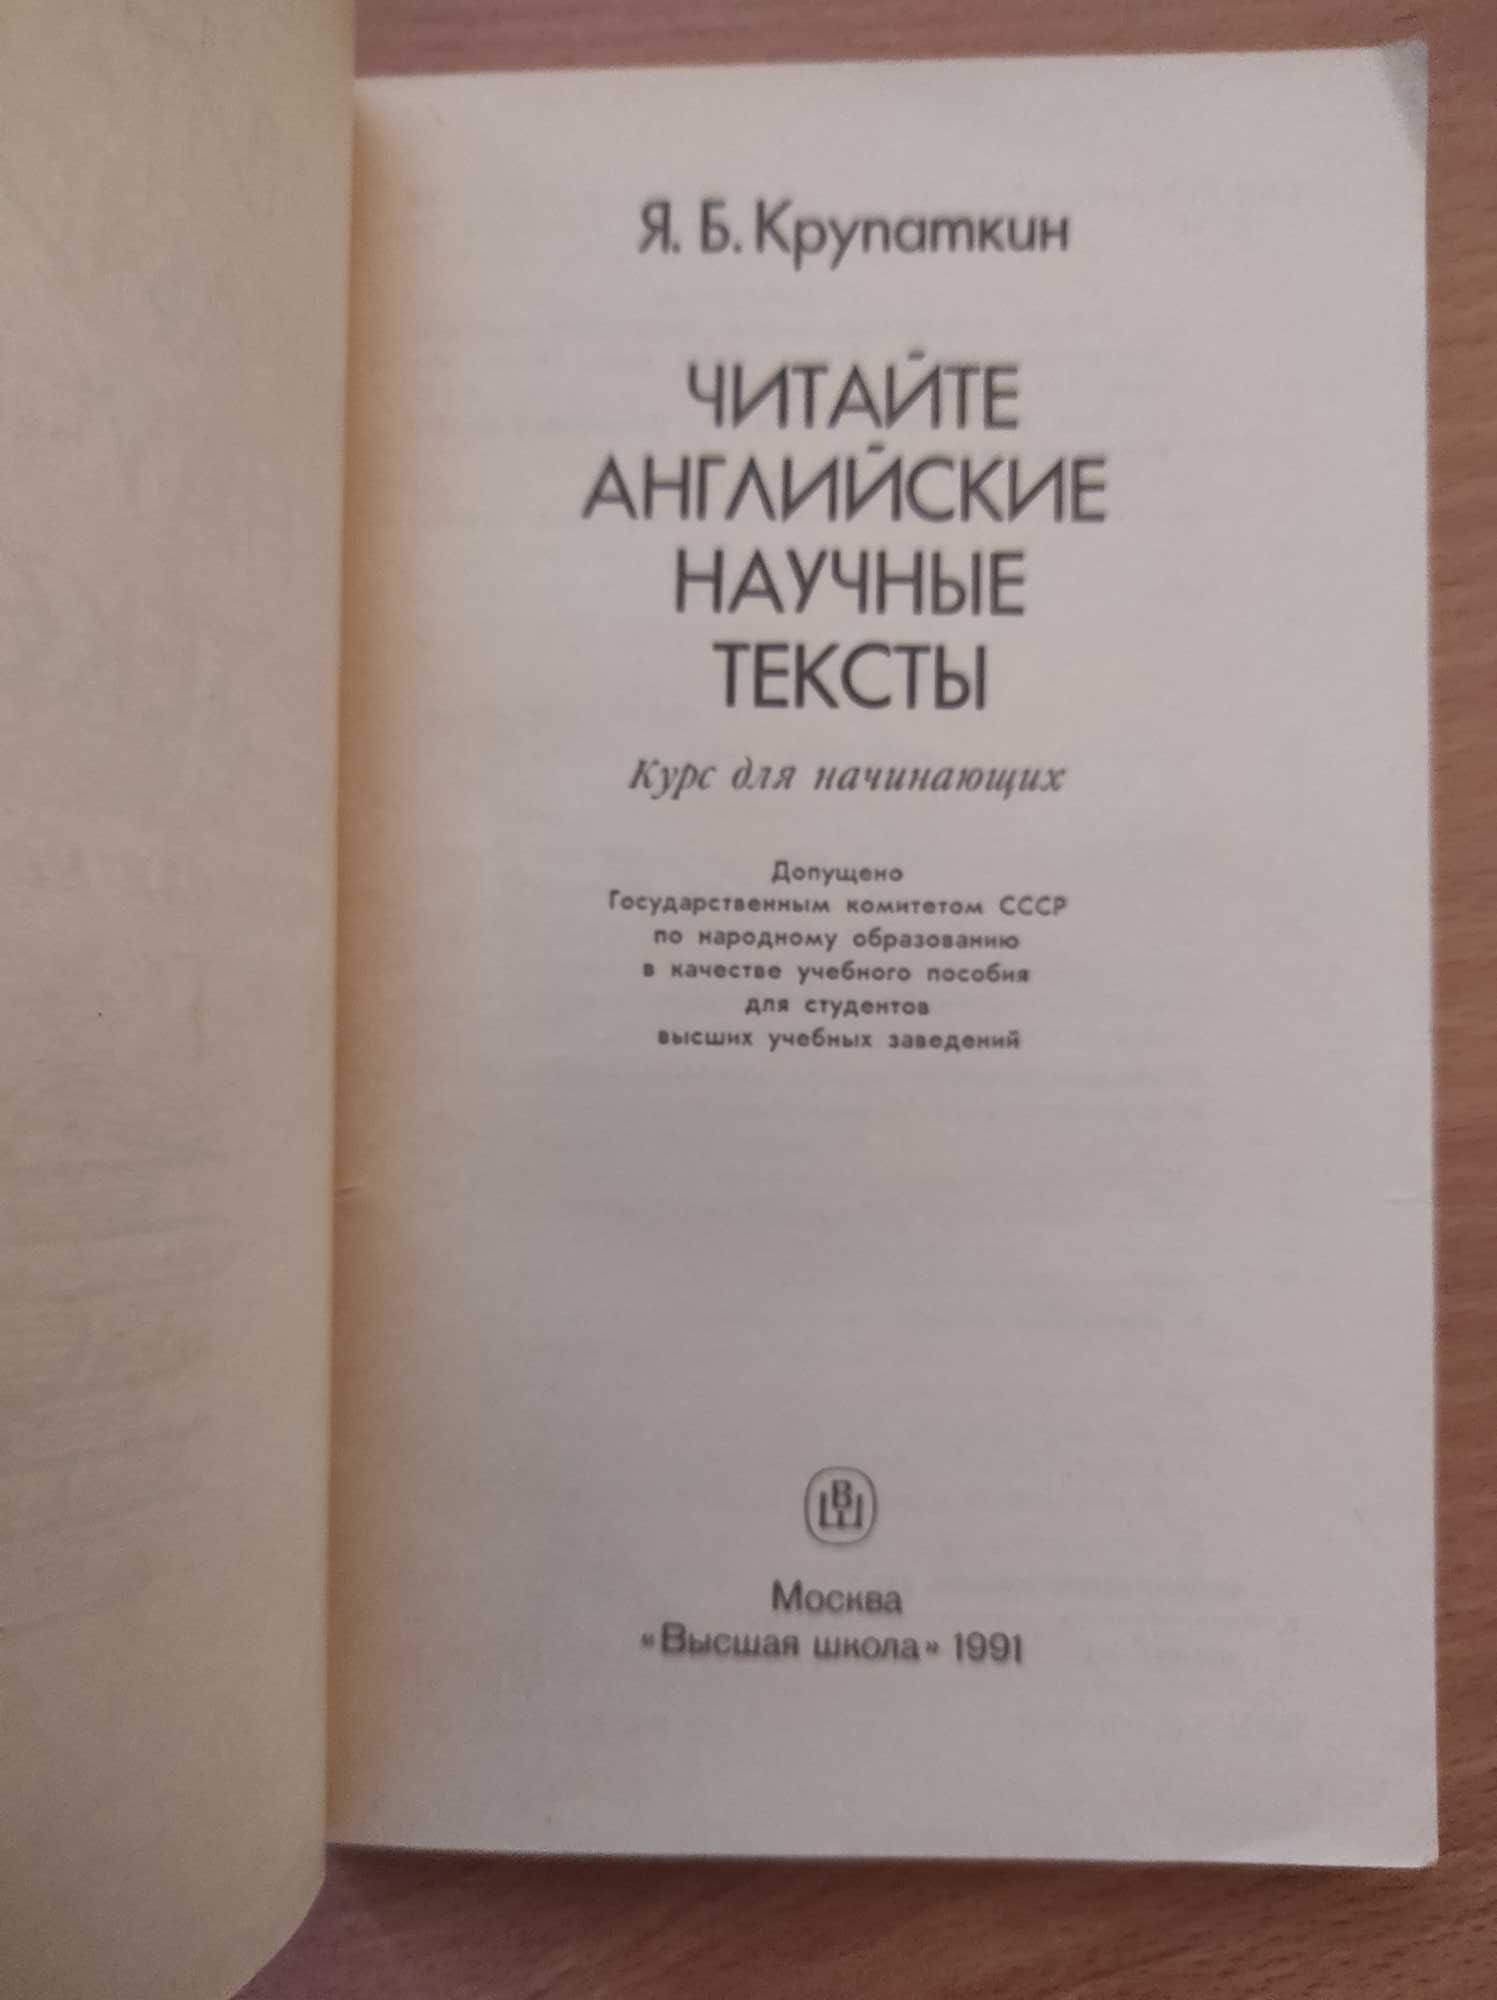 Я. Б. Крупаткин
ЧИТАЙТЕ
АНГЛИЙСКИЕ
НАУЧНЫЕ
ТЕКСТЫ
Курс для начинающих
Допущено
Государственным комитетом СССР
по народному образованию
в качестве учебного пособия
для студентов
высших учебных заведений
ВШ
Москва
«Высшая школа» 1991